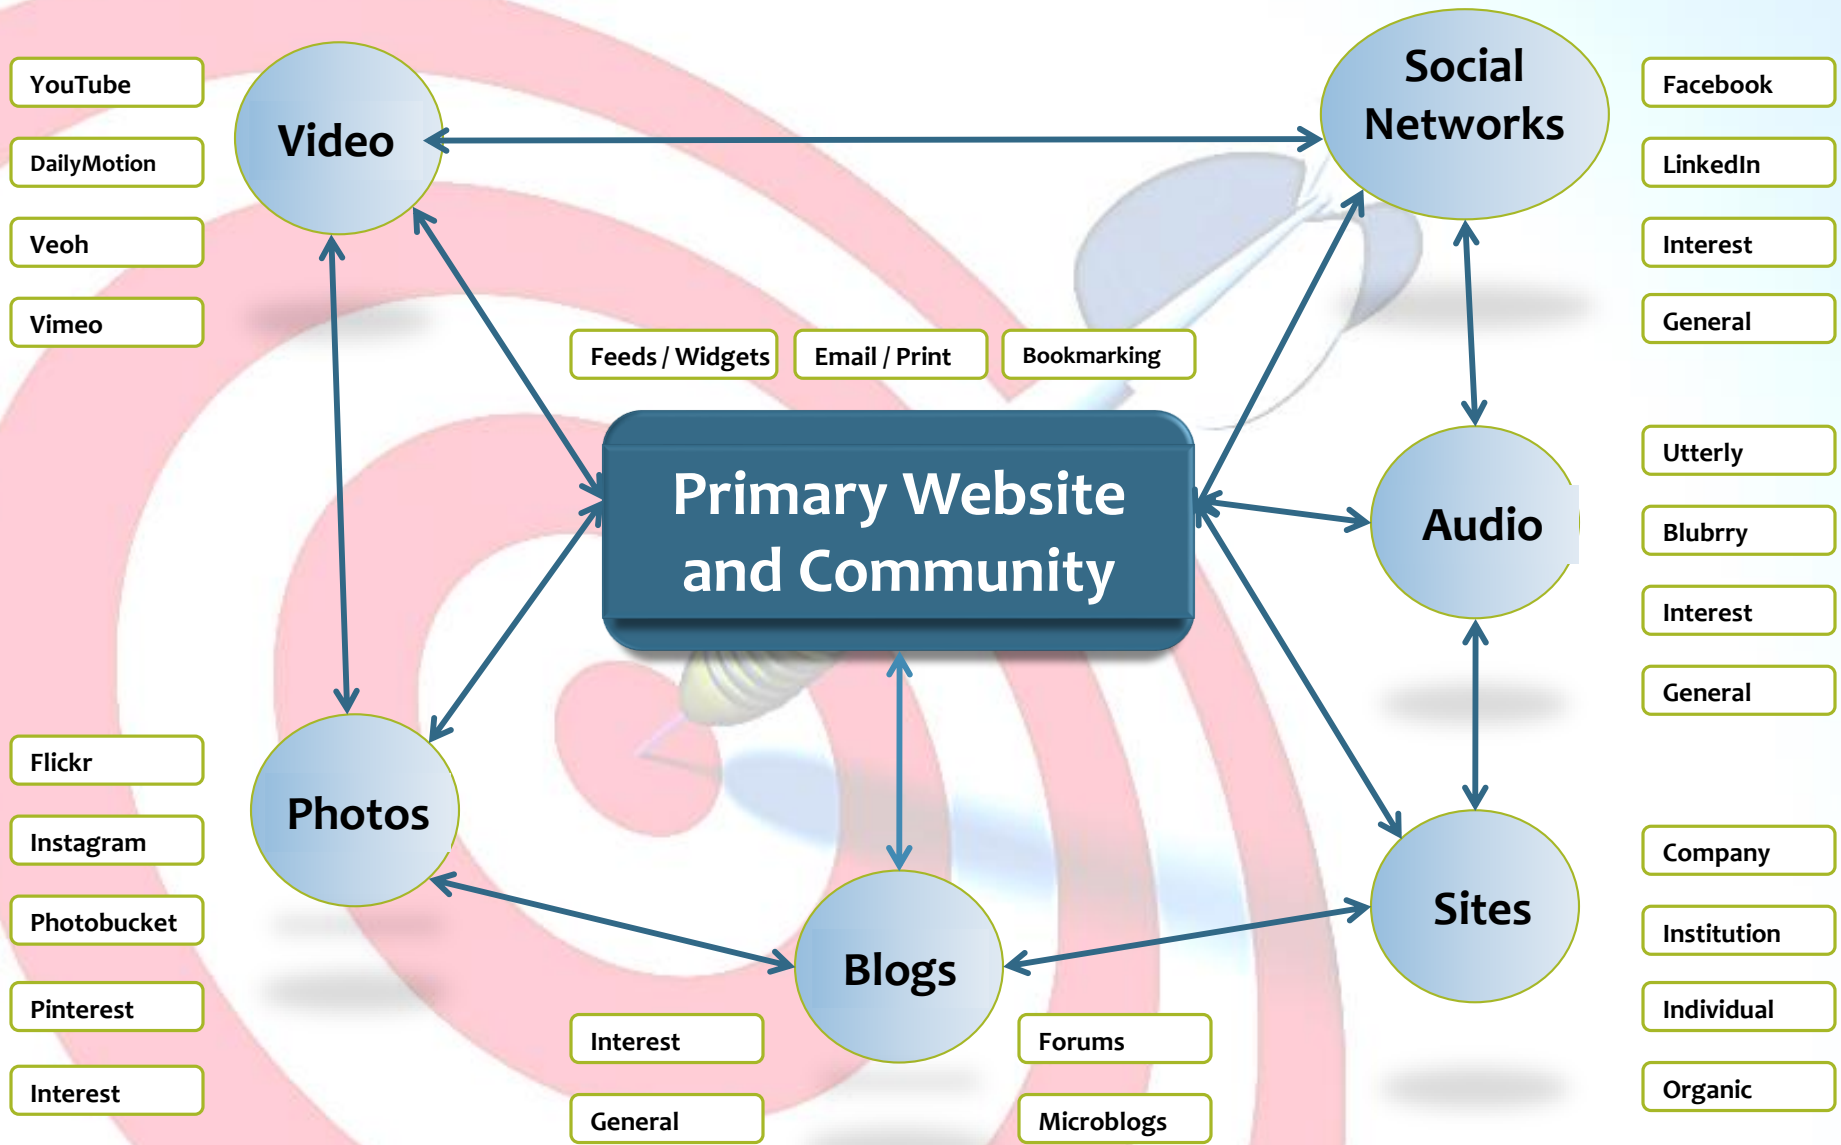 YouTube
DailyMotion
Veoh
Vimeo
Video
Social
Networks
Facebook
LinkedIn
Interest
General
Feeds / Widgets
Email / Print
Bookmarking
Primary Website
and Community
Audio
Utterly
Blubrry
Interest
General
Photos
Flickr
Instagram
Photobucket
Pinterest
Interest
Blogs
Interest
General
Forums
Microblogs
Sites
Company
Institution
Individual
Organic